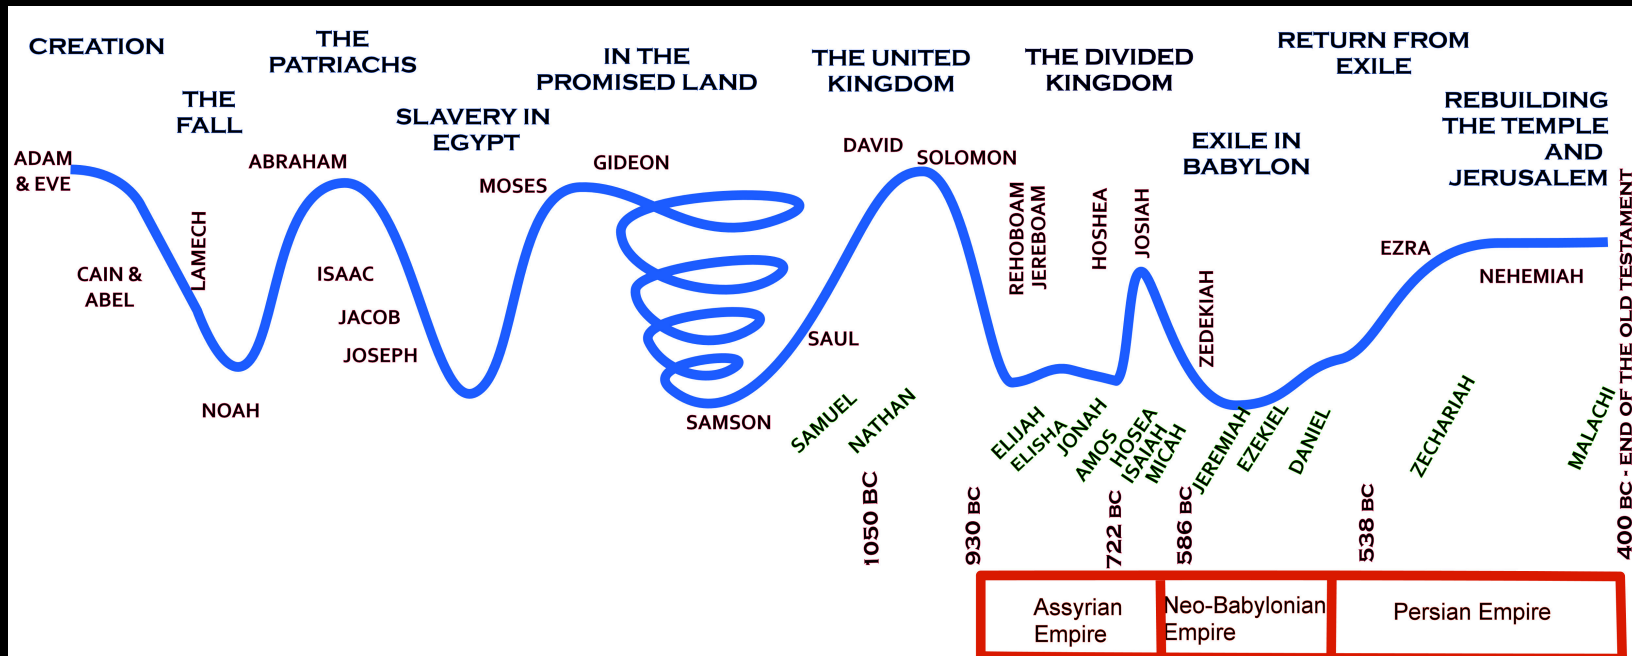 CREATION
THE
PATRIACHS
THE
FALL
SLAVERY IN
EGYPT
IN THE
PROMISED LAND
THE UNITED
KINGDOM
THE DIVIDED
KINGDOM
EXILE IN
BABYLON
RETURN FROM
EXILE
REBUILDING
THE TEMPLE
AND
JERUSALEM
ADAM
& EVE
CAIN &
ABEL
LAMECH
NOAH
ABRAHAM
ISAAC
JACOB
JOSEPH
MOSES
GIDEON
SAMSON
SAUL
DAVID
SOLOMON
REHOBOAM
JEREBOAM
HOSHEA
JOSIAH
ZEDEKIAH
EZRA
NEHEMIAH
SAMUEL
NATHAN
ELIJAH
ELISHA
JONAH
AMOS
HOSEA
ISAIAH
MICAH
JEREMIAH
EZEKIEL
DANIEL
ZECHARIAH
MALACHI
1050 BC
930 BC
722 BC
586 BC
538 BC
400 BC - END OF THE OLD TESTAMENT
Assyrian
Empire
Neo-Babylonian
Empire
Persian Empire